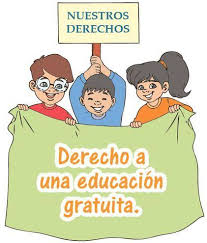 NUESTROS
DERECHOS
Derecho a
una educación
gratuita.